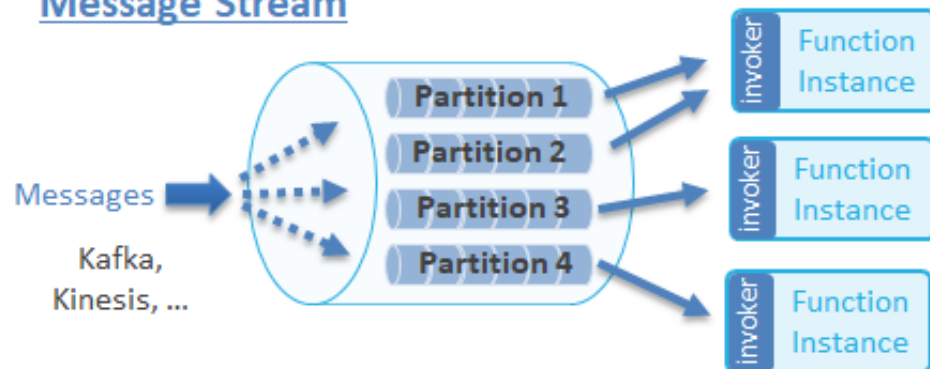 Message Stream
Partition 1
Partition 2
Partition 3
Partition 4
Messages
Kafka,
Kinesis, ...
invoker
Function
Instance
invoker
Function
Instance
invoker
Function
Instance